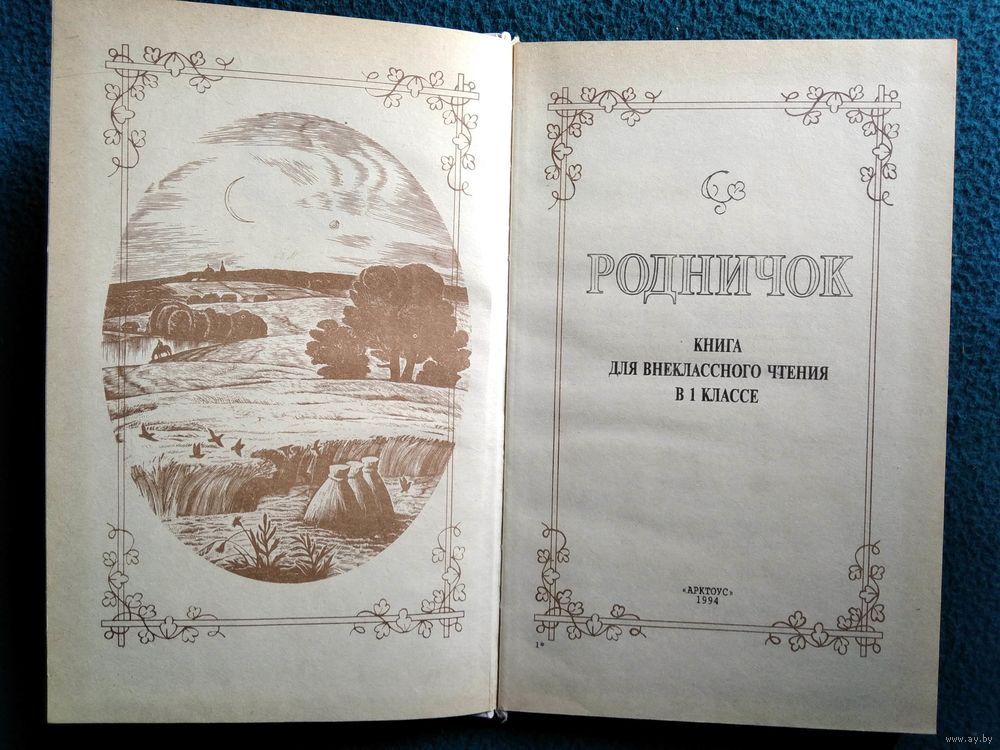 РОДНИЧОК
КНИГА
ДЛЯ ВНЕКЛАССНОГО ЧТЕНИЯ
В 1 КЛАССЕ
«АРКТОУС»
1994
1*
www.ay.by